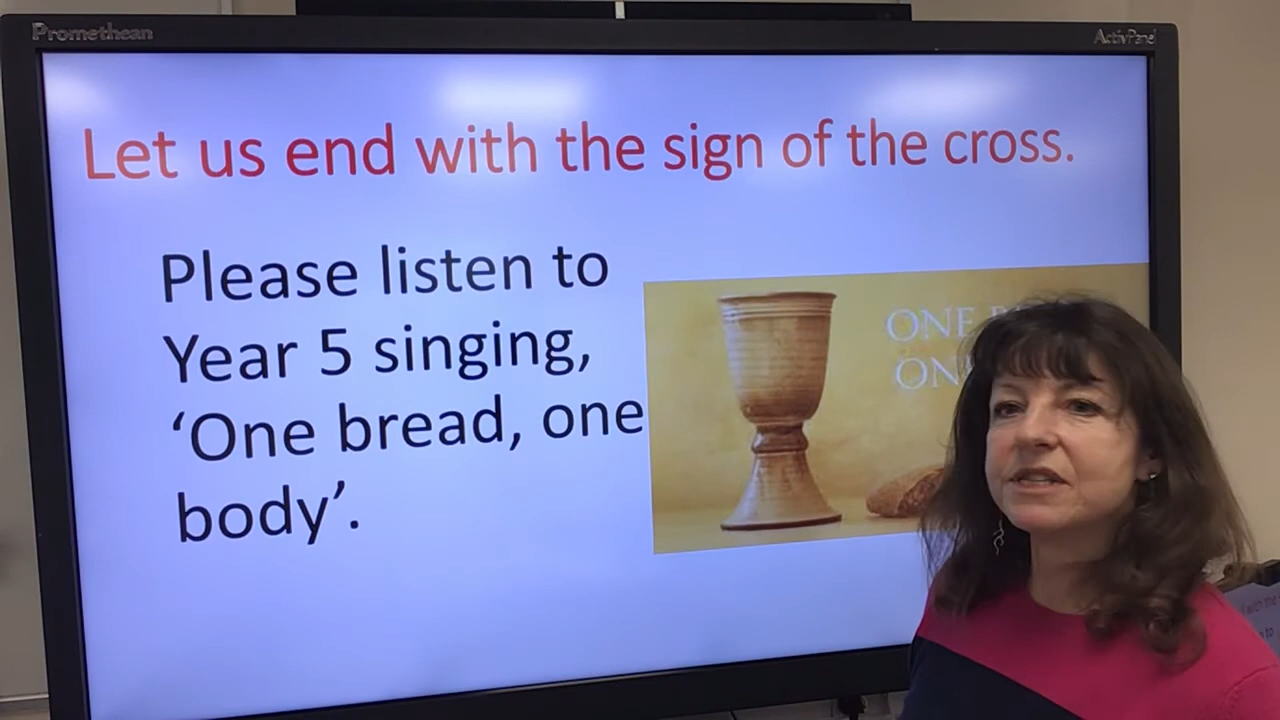 Promethean
ActivPanel
Let us end with the sign of the cross.
Please listen to
Year 5 singing,
‘One bread, one
body’.
ONE